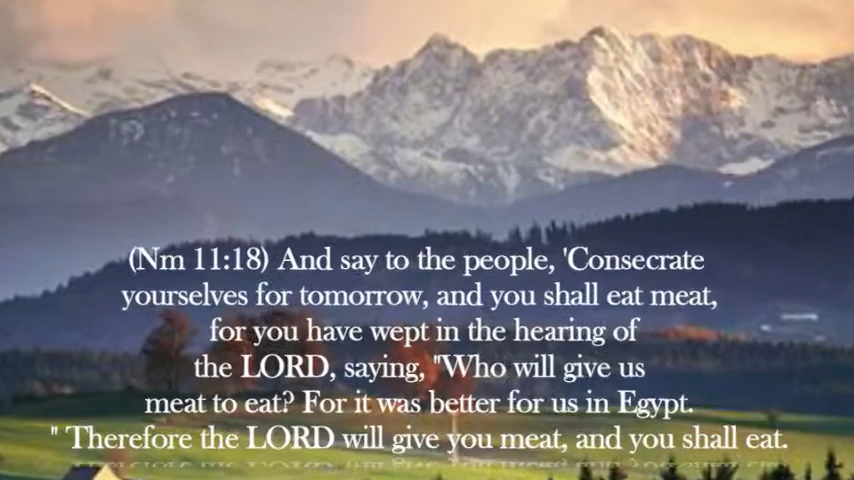 (Nm 11:18) And say to the people, 'Consecrate
yourselves for tomorrow, and you shall eat meat,
for you have wept in the hearing of
the LORD, saying, "Who will give us
meat to eat? For it was better for us in Egypt.
" Therefore the LORD will give you meat, and you shall eat.